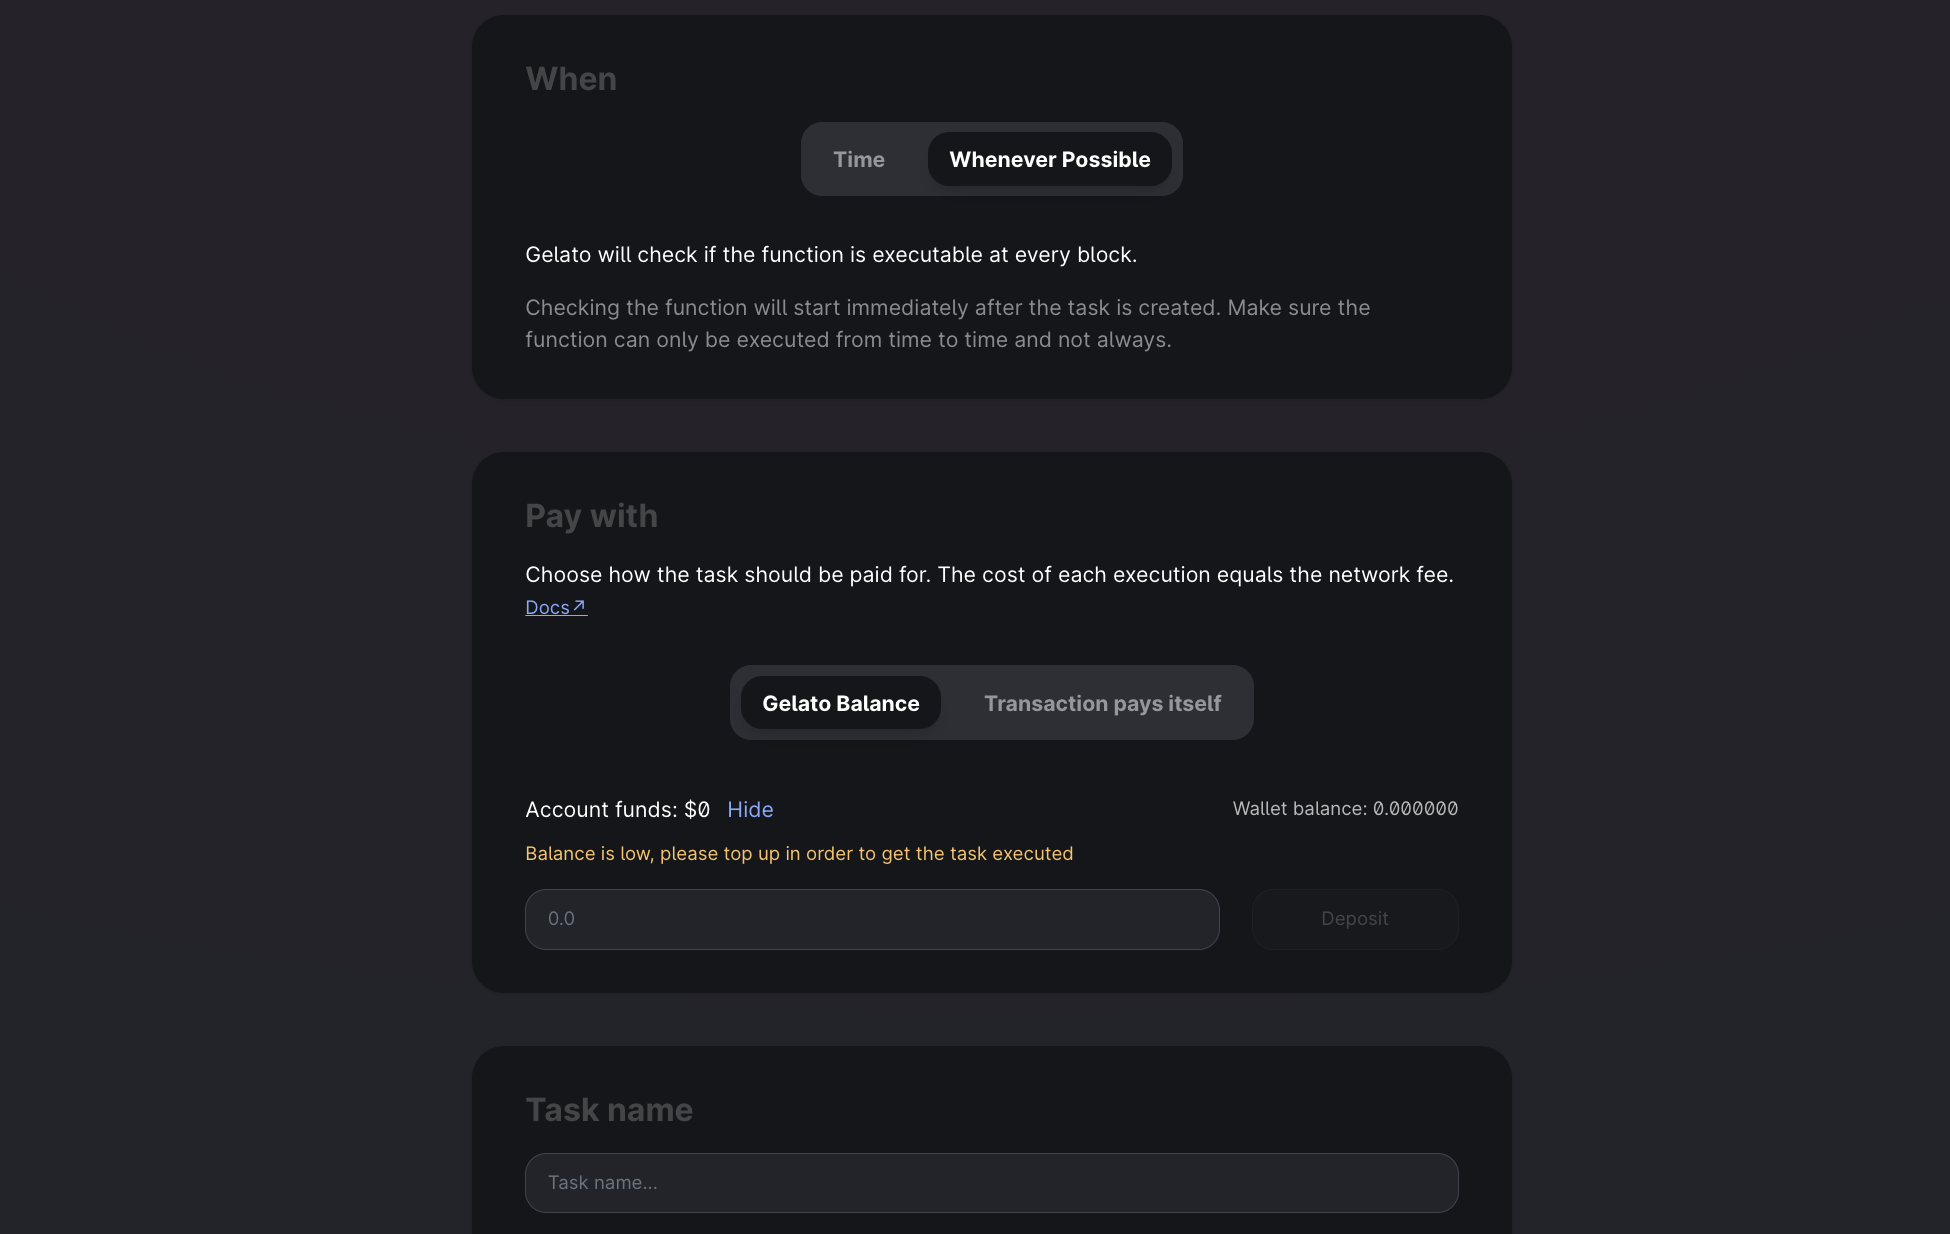 When
Time
Whenever Possible
Gelato will check if the function is executable at every block.
Checking the function will start immediately after the task is created. Make sure the
function can only be executed from time to time and not always.
Pay with
Choose how the task should be paid for. The cost of each execution equals the network fee.
Docs↗
Gelato Balance
Transaction pays itself
Account funds: $0 Hide
Wallet balance: 0.000000
Balance is low, please top up in order to get the task executed
0.0
Deposit
Task name
Task name...